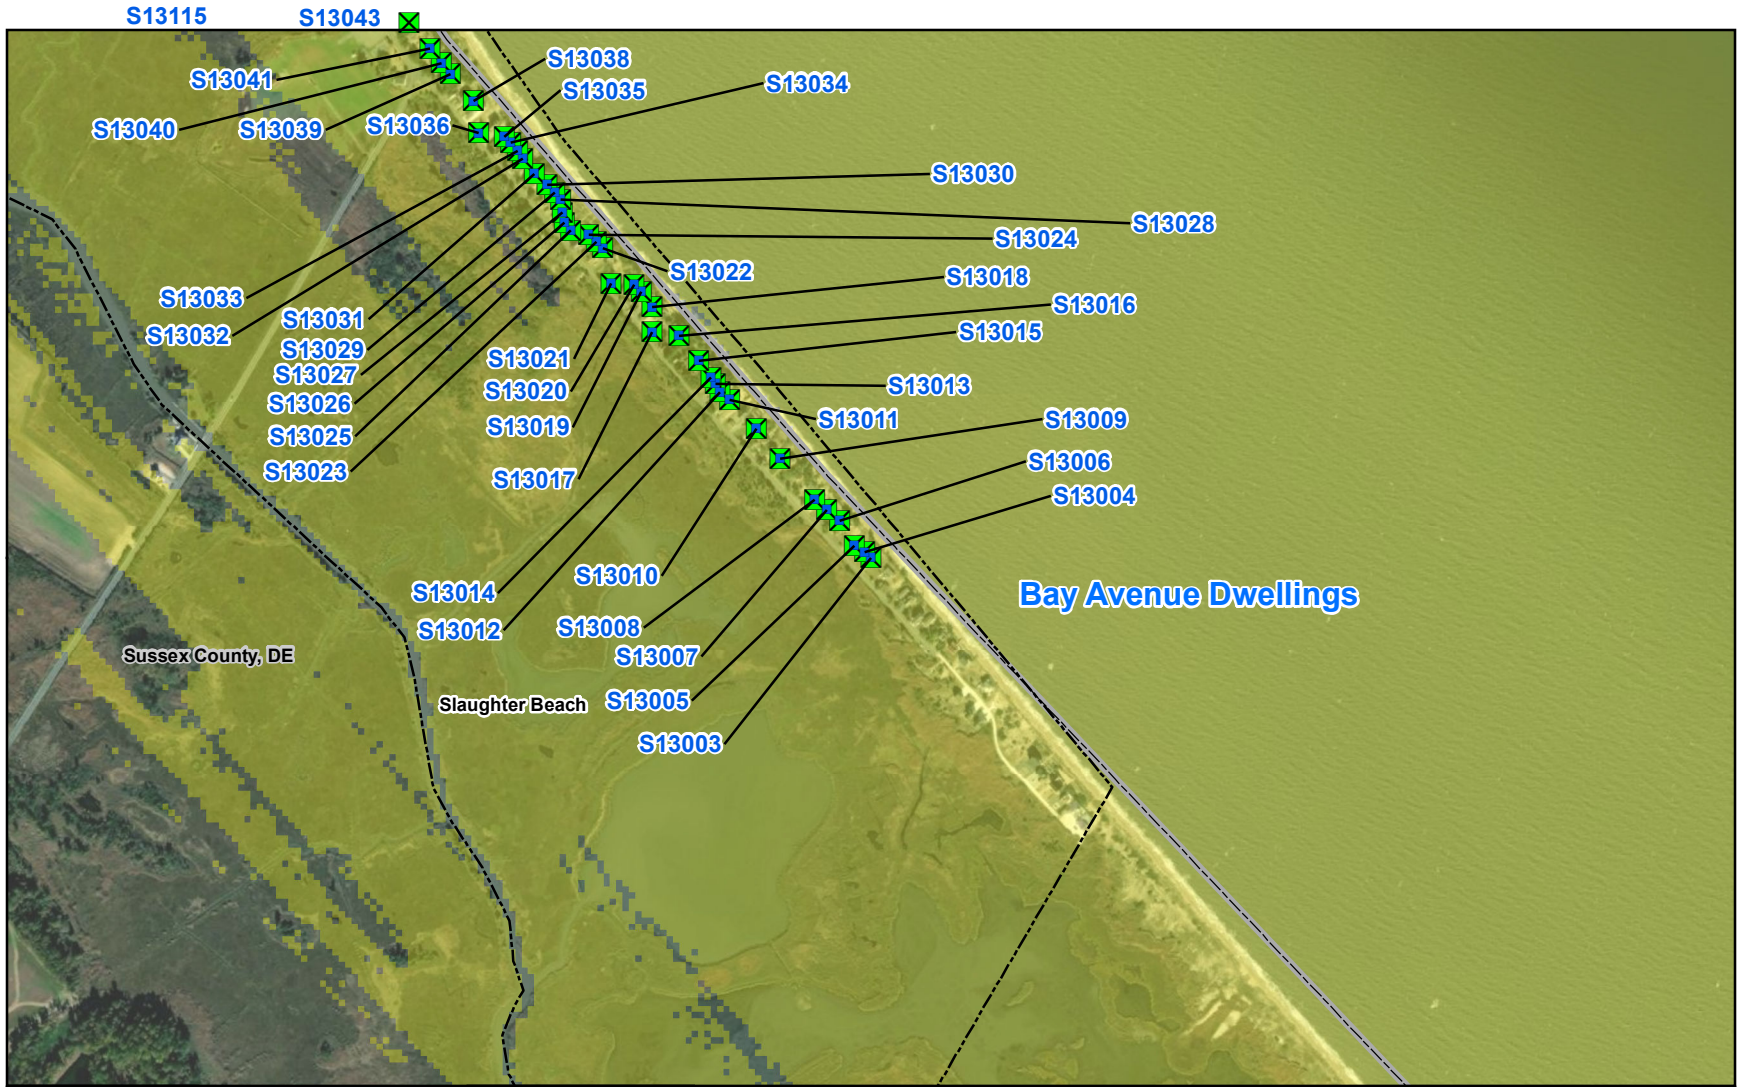 S13115
S13043
S13038
S13041
S13035
S13034
S13040
S13039
S13036
S13030
S13028
S13024
S13022
S13018
S13033
S13016
S13031
S13032
S13015
S13029
S13021
S13027
S13013
S13020
S13026
S13011
S13009
S13019
S13025
S13006
S13023
S13017
S13004
S13010
S13014
Bay Avenue Dwellings
S13008
S13012
Sussex County, DE
S13007
S13005
Slaughter Beach
S13003